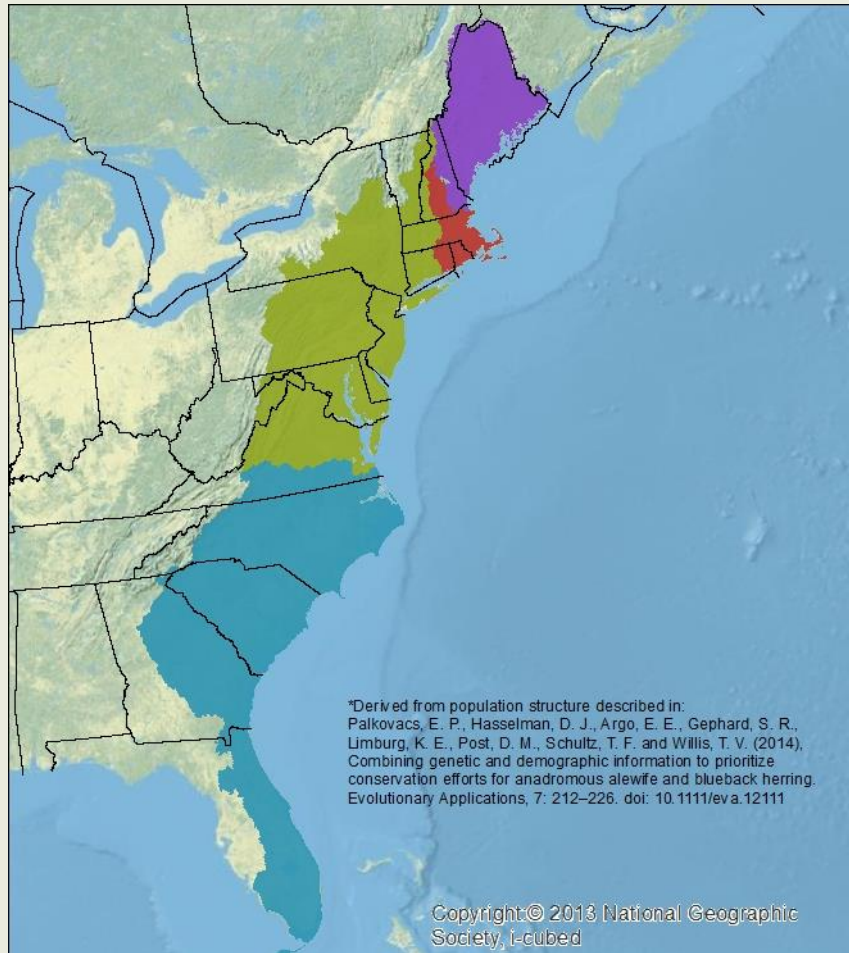 *Derived from population structure described in:
Palkovacs, E. P., Hasselman, D. J., Argo, E. E., Gephard, S. R.,
Limburg, K. E., Post, D. M., Schultz, T. F. and Willis, T. V. (2014),
Combining genetic and demographic information to prioritize
conservation efforts for anadromous alewife and blueback herring.
Evolutionary Applications, 7: 212–226. doi: 10.1111/eva.12111
Copyright:© 2013 National Geographic
Society, i-cubed